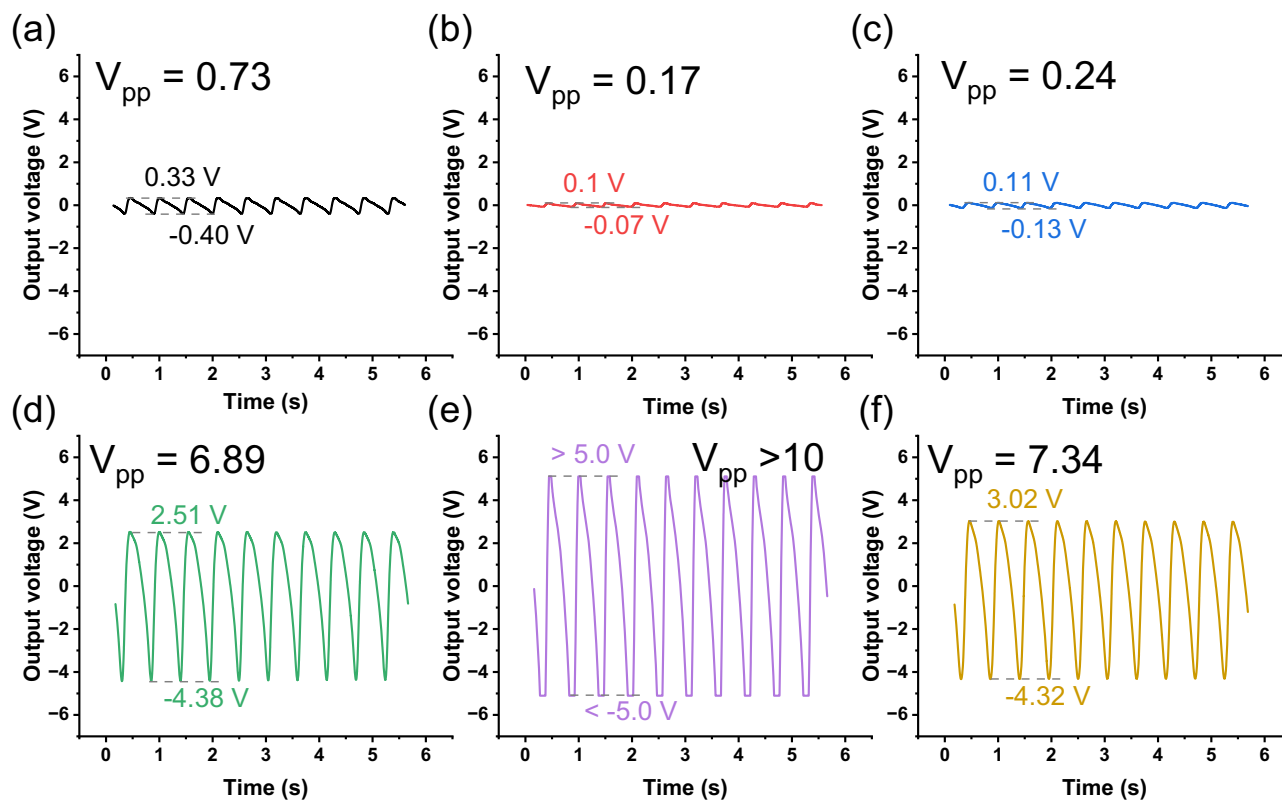 (a)
V_pp = 0.73
Output voltage (V)
6
4
2
0
−2
−4
−6
0.33 V
-0.40 V
0 1 2 3 4 5 6
Time (s)
(b)
V_pp = 0.17
Output voltage (V)
6
4
2
0
−2
−4
−6
0.1 V
-0.07 V
0 1 2 3 4 5 6
Time (s)
(c)
V_pp = 0.24
Output voltage (V)
6
4
2
0
−2
−4
−6
0.11 V
-0.13 V
0 1 2 3 4 5 6
Time (s)
(d)
V_pp = 6.89
Output voltage (V)
6
4
2
0
−2
−4
−6
2.51 V
-4.38 V
0 1 2 3 4 5 6
Time (s)
(e)
V_pp >10
Output voltage (V)
6
4
2
0
−2
−4
−6
> 5.0 V
< -5.0 V
0 1 2 3 4 5 6
Time (s)
(f)
V_pp = 7.34
Output voltage (V)
6
4
2
0
−2
−4
−6
3.02 V
-4.32 V
0 1 2 3 4 5 6
Time (s)